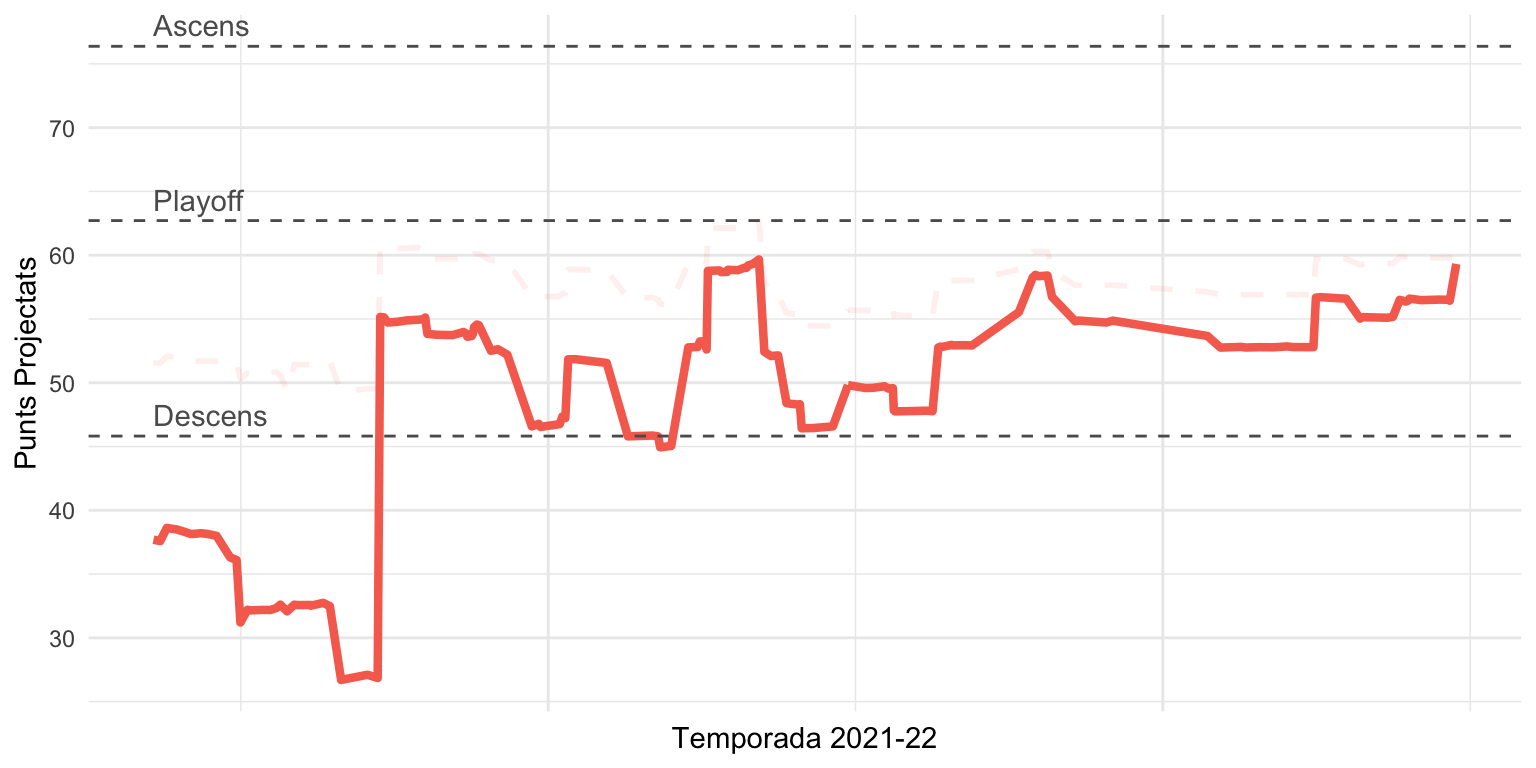 Ascens
70
Playoff
60
50
Descens
40
30
Punts Projectats
Temporada 2021-22